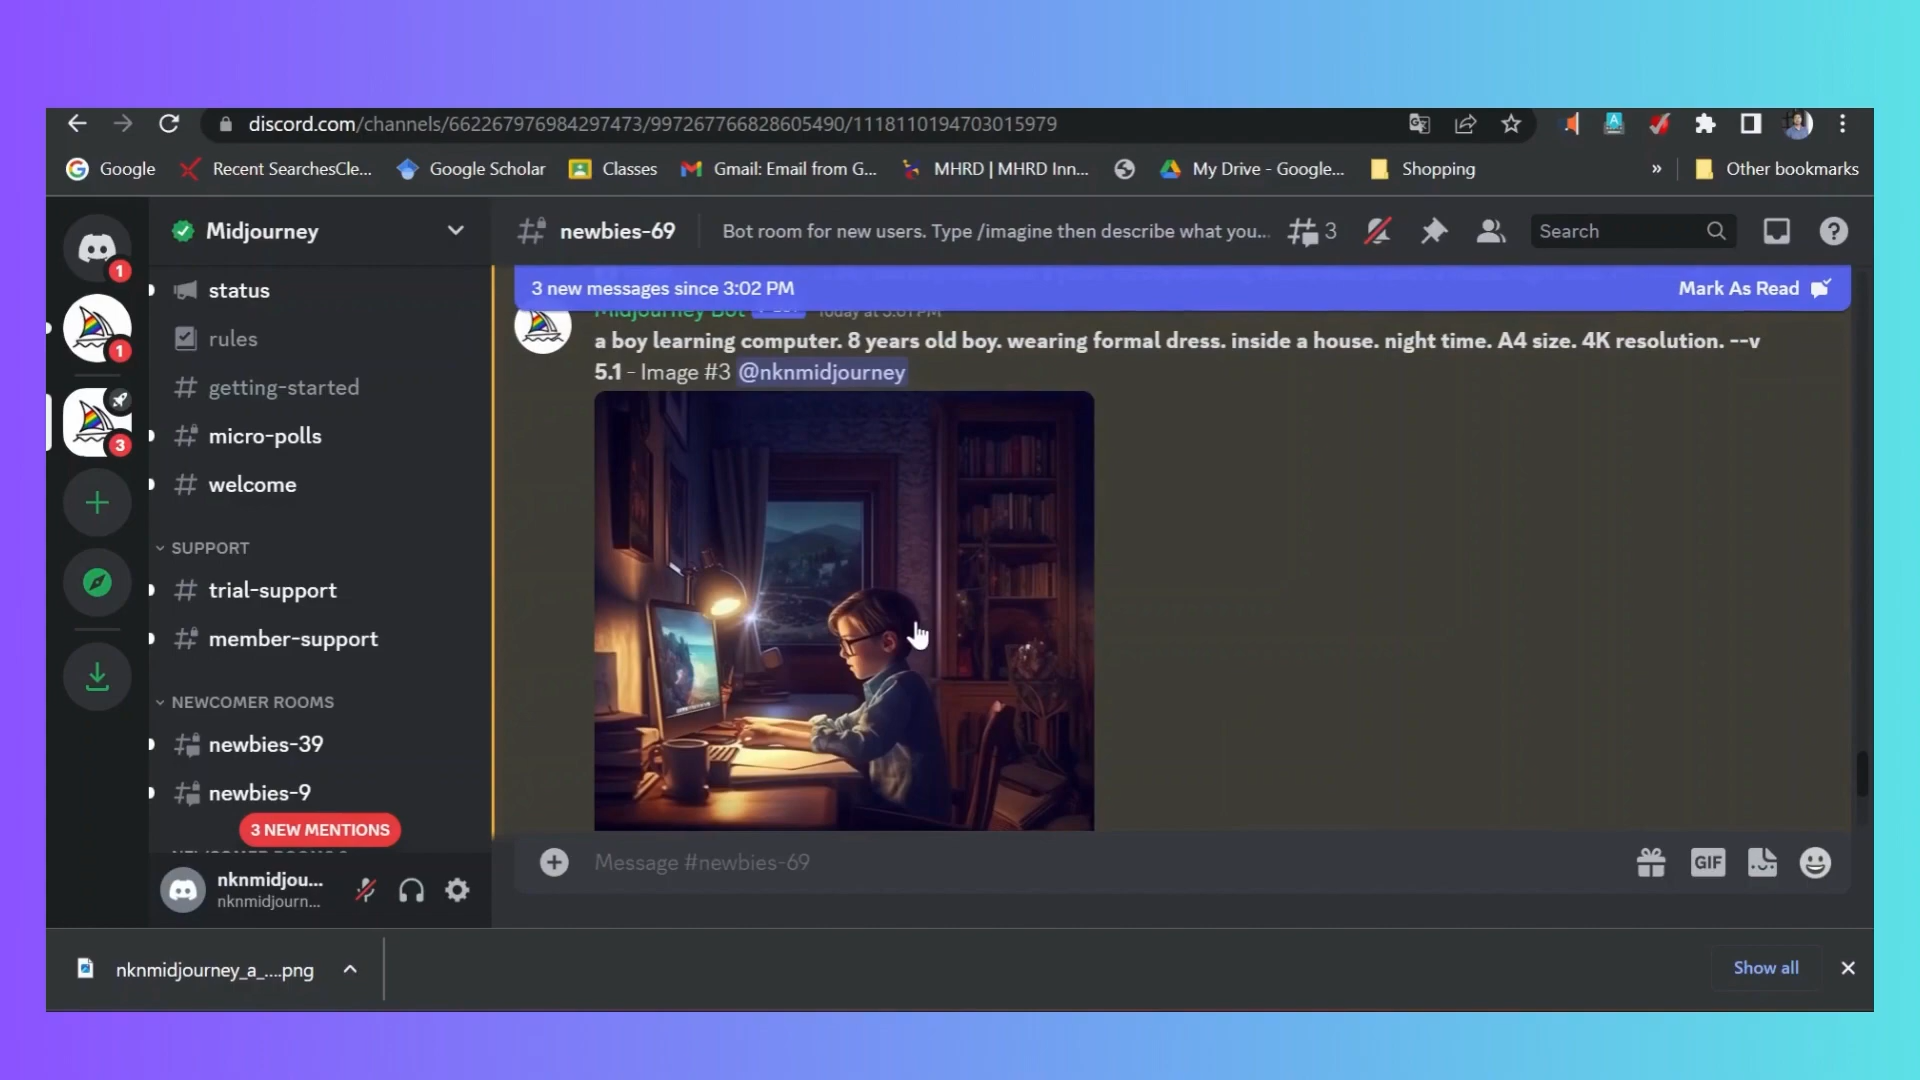 discord.com/channels/662267976984297473/997267766828605490/1118110194703015979
Google
Recent SearchesCle...
Google Scholar
Classes
Gmail: Email from G...
MHRD | MHRD Inn...
My Drive - Google...
Shopping
»
Other bookmarks
1
1
3
Midjourney
status
rules
getting-started
micro-polls
welcome
SUPPORT
trial-support
member-support
NEWCOMER ROOMS
newbies-39
newbies-9
3 NEW MENTIONS
nknmidjou...
nknmidjourn...
newbies-69
Bot room for new users. Type /imagine then describe what you...
3
Search
3 new messages since 3:02 PM
Mark As Read
Midjourney Bot
a boy learning computer. 8 years old boy. wearing formal dress. inside a house. night time. A4 size. 4K resolution. --v
5.1 - Image #3 @nknmidjourney
Message #newbies-69
GIF
nknmidjourney_a_....png
Show all